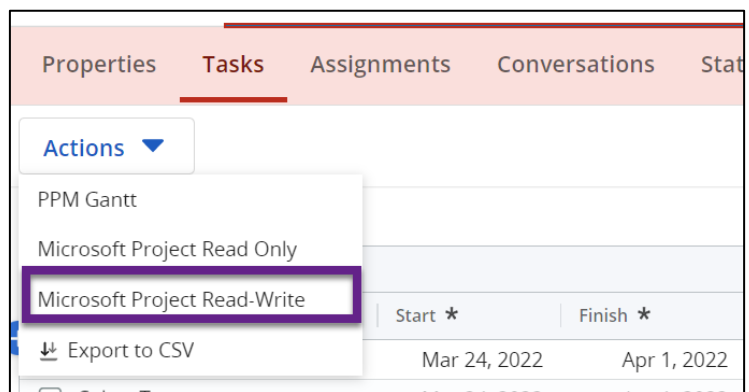 Properties Tasks Assignments Conversations
Actions
PPM Gantt
Microsoft Project Read Only
Microsoft Project Read-Write
Start * Finish *
Export to CSV
Mar 24, 2022 Apr 1, 2022